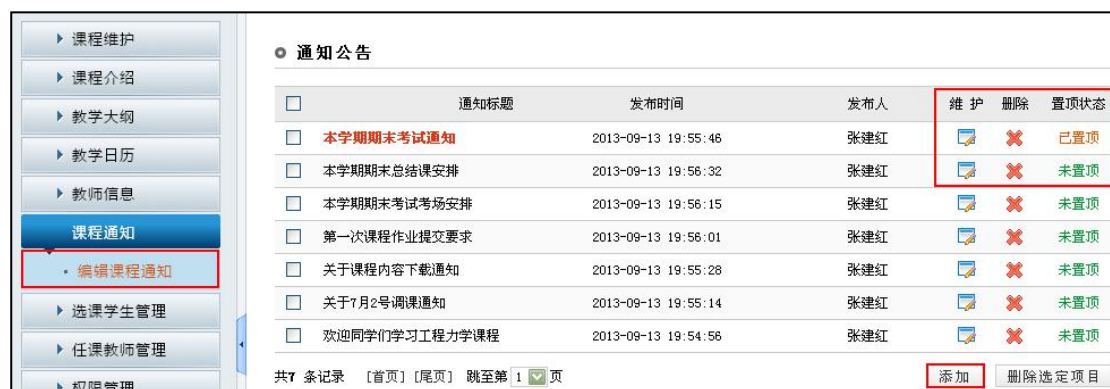 课程维护
课程介绍
教学大纲
教学日历
教师信息
课程通知
编辑课程通知
选课学生管理
任课教师管理
权限管理
通知公告
通知标题 发布时间 发布人 维 护 删除 置顶状态
本学期期末考试通知 2013-09-13 19:55:46 张建红 已置顶
本学期期末总结课安排 2013-09-13 19:56:32 张建红 未置顶
本学期期末考试考场安排 2013-09-13 19:56:15 张建红 未置顶
第一次课程作业提交要求 2013-09-13 19:56:01 张建红 未置顶
关于课程内容下载通知 2013-09-13 19:55:28 张建红 未置顶
关于7月2号调课通知 2013-09-13 19:55:14 张建红 未置顶
欢迎同学们学习工程力学课程 2013-09-13 19:54:56 张建红 未置顶
共7 条记录 [首页] [尾页] 跳至第 1 页 添加 删除选定项目